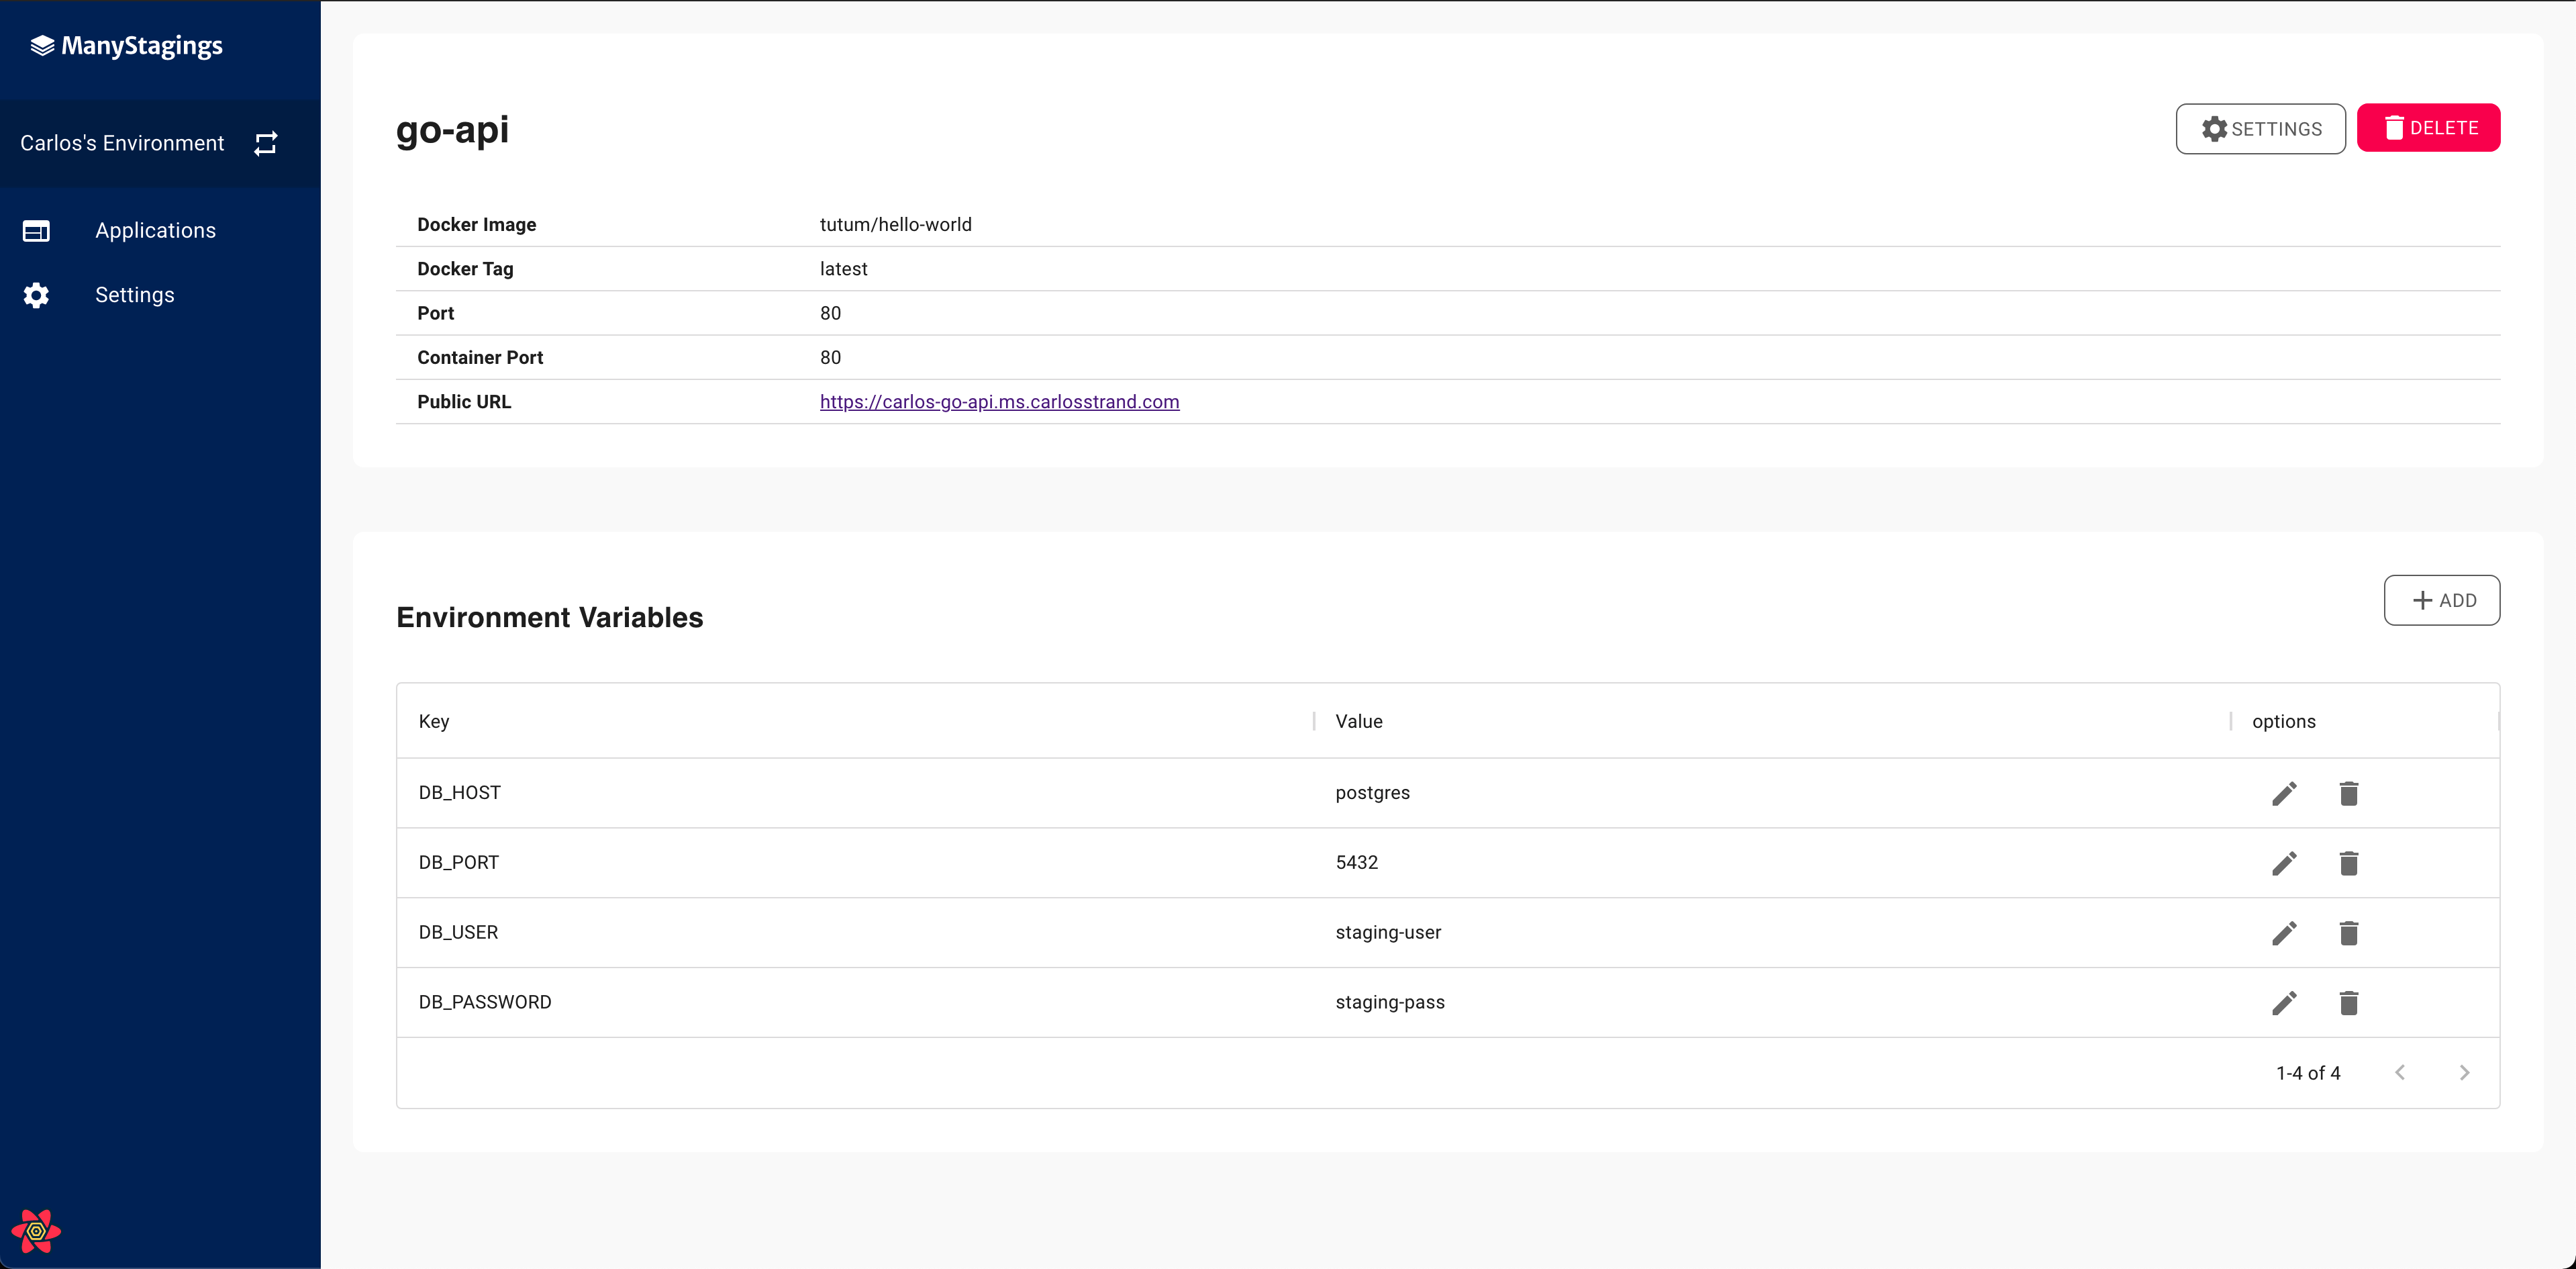 ManyStagings
Carlos's Environment
Applications
Settings
go-api
SETTINGS
DELETE
Docker Image tutum/hello-world
Docker Tag latest
Port 80
Container Port 80
Public URL https://carlos-go-api.ms.carlosstrand.com
Environment Variables
ADD
Key Value options
DB_HOST postgres
DB_PORT 5432
DB_USER staging-user
DB_PASSWORD staging-pass
1-4 of 4